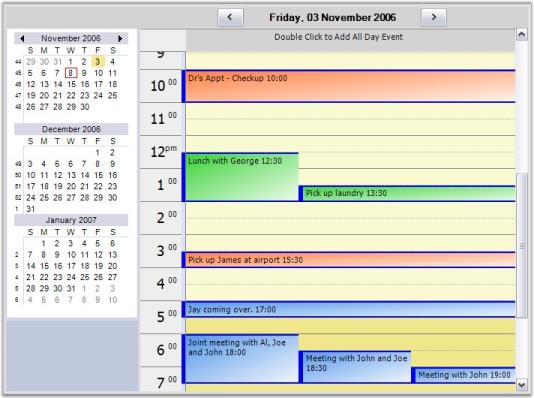 Friday, 03 November 2006
Double Click to Add All Day Event
November 2006
S M T W T F S
44 29 30 31 1 2 3 4
45 5 6 7 8 9 10 11
46 12 13 14 15 16 17 18
47 19 20 21 22 23 24 25
48 26 27 28 29 30
December 2006
S M T W T F S
1 2
49 3 4 5 6 7 8 9
50 10 11 12 13 14 15 16
51 17 18 19 20 21 22 23
52 24 25 26 27 28 29 30
1 31
January 2007
S M T W T F S
1 2 3 4 5 6
2 7 8 9 10 11 12 13
3 14 15 16 17 18 19 20
4 21 22 23 24 25 26 27
5 28 29 30 31 1 2 3
6 4 5 6 7 8 9 10
9
10 00
Dr's Appt - Checkup 10:00
11 00
12 pm
Lunch with George 12:30
1 00
Pick up laundry 13:30
2 00
3 00
Pick up James at airport 15:30
4 00
5 00
Jay coming over. 17:00
6 00
Joint meeting with Al, Joe
and John 18:00
Meeting with John and Joe
18:30
7 00
Meeting with John 19:00